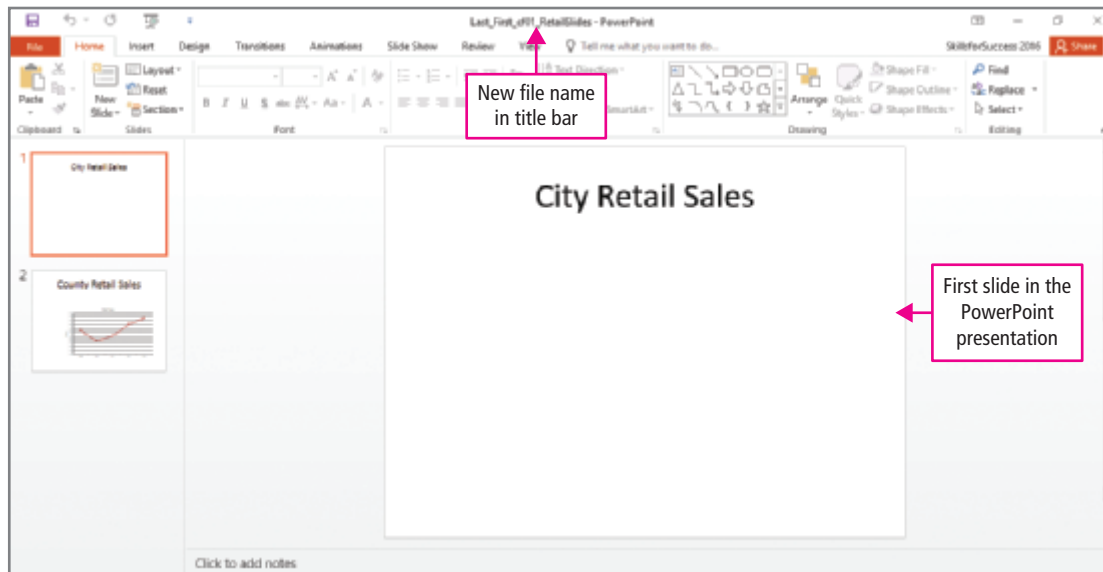 Last_First_cf01_RetailSlides - PowerPoint
File Home Insert Design Transitions Animations Slide Show Review View Tell me what you want to do... SkillsforSuccess 2016 Share
Paste
New Slide
Layout
Reset
Section
B I U S abc AV Aa A
Text Direction
SmartArt
Arrange
Quick Styles
Shape Fill
Shape Outline
Shape Effects
Find
Replace
Select
Clipboard Slides Font Drawing Editing
New file name
in title bar
1
City Retail Sales
2
County Retail Sales
City Retail Sales
First slide in the
PowerPoint
presentation
Click to add notes